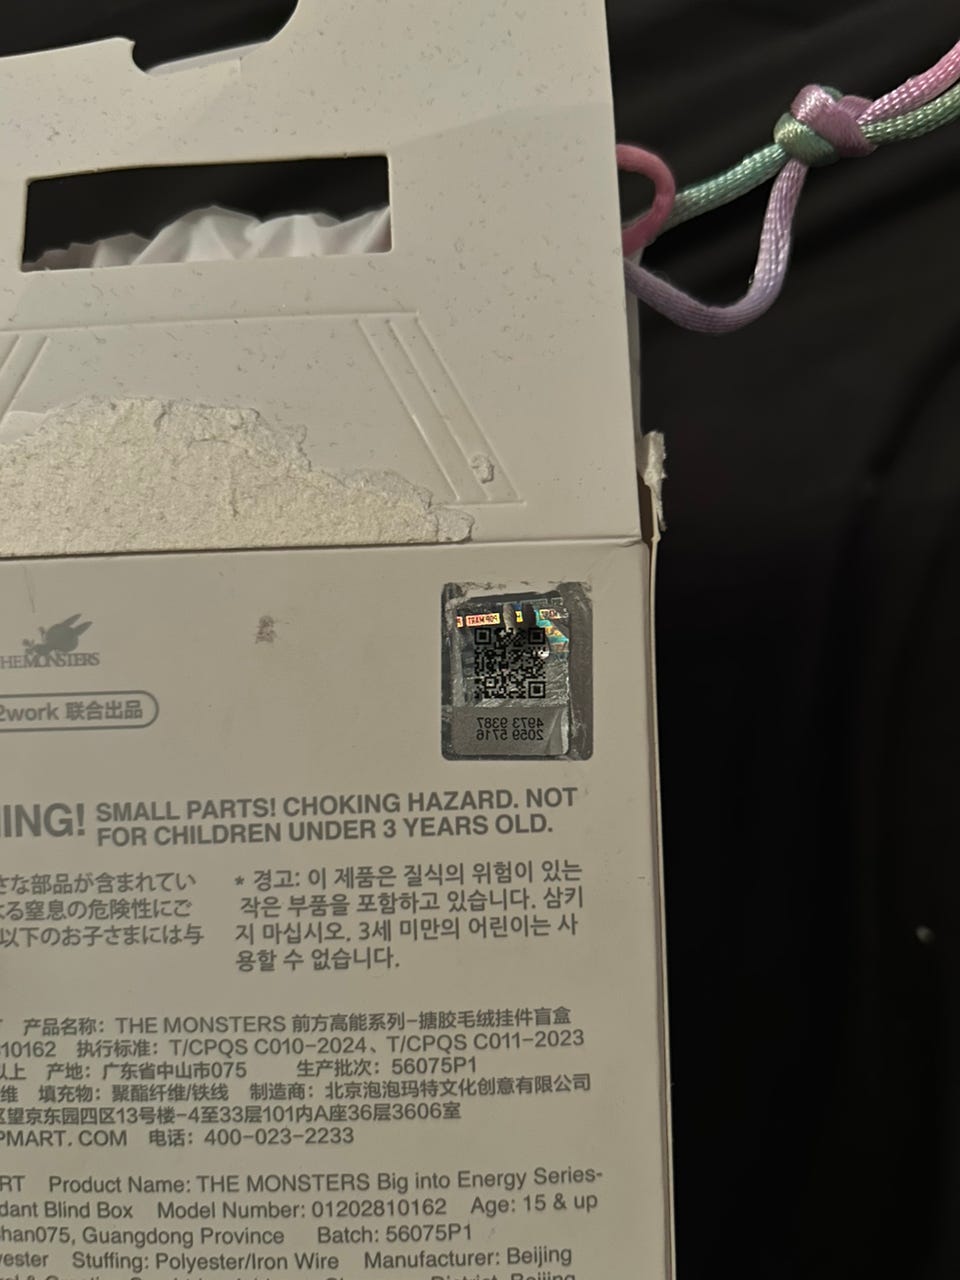 POP MART
THE MONSTERS
2work 联合出品
4973 9387
2059 5716
ING! SMALL PARTS! CHOKING HAZARD. NOT
FOR CHILDREN UNDER 3 YEARS OLD.
さな部品が含まれてい
よる窒息の危険性にご
以下のお子さまには与
* 경고: 이 제품은 질식의 위험이 있는
작은 부품을 포함하고 있습니다. 삼키
지 마십시오. 3세 미만의 어린이는 사
용할 수 없습니다.
T 产品名称: THE MONSTERS 前方高能系列-搪胶毛绒挂件盲盒
10162 执行标准: T/CPQS C010-2024、T/CPQS C011-2023
以上 产地: 广东省中山市075 生产批次: 56075P1
维 填充物: 聚酯纤维/铁线 制造商: 北京泡泡玛特文化创意有限公司
区望京东园四区13号楼-4至33层101内A座36层3606室
PMART. COM 电话: 400-023-2233
RT Product Name: THE MONSTERS Big into Energy Series-
dant Blind Box Model Number: 01202810162 Age: 15 & up
shan075, Guangdong Province Batch: 56075P1
yester Stuffing: Polyester/Iron Wire Manufacturer: Beijing